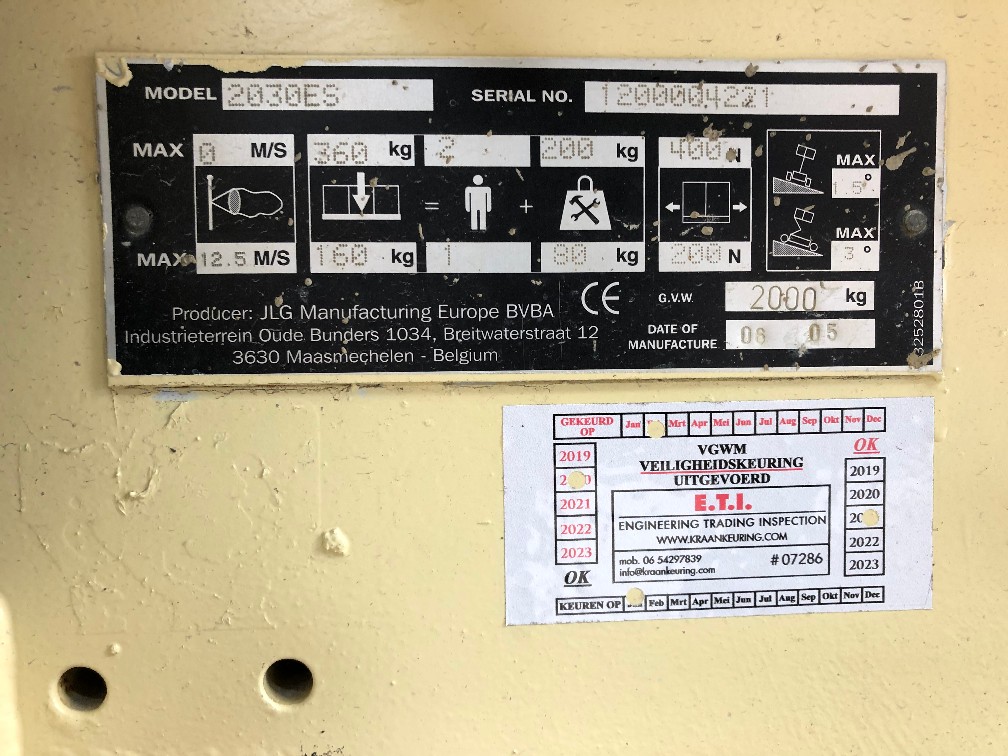 MODEL 2030ES SERIAL NO. 1200004221
MAX 0 M/S 360 kg 2 200 kg 400 N MAX 1.5°
= +
MAX 12.5 M/S 160 kg 1 80 kg 200 N MAX 3°
Producer: JLG Manufacturing Europe BVBA
Industrieterrein Oude Bunders 1034, Breitwaterstraat 12
3630 Maasmechelen - Belgium
CE
G.V.W. 2000 kg
DATE OF MANUFACTURE 06 05
3252801B
GEKEURD OP Jan Mrt Apr Mei Jun Jul Aug Sep Okt Nov Dec
2019
2021
2022
2023
OK
VGWM
VEILIGHEIDSKEURING
UITGEVOERD
E.T.I.
ENGINEERING TRADING INSPECTION
WWW.KRAANKEURING.COM
mob. 06 54297839
info@kraankeuring.com
# 07286
OK
2019
2020
2022
2023
KEUREN OP Feb Mrt Apr Mei Jun Jul Aug Sep Okt Nov Dec